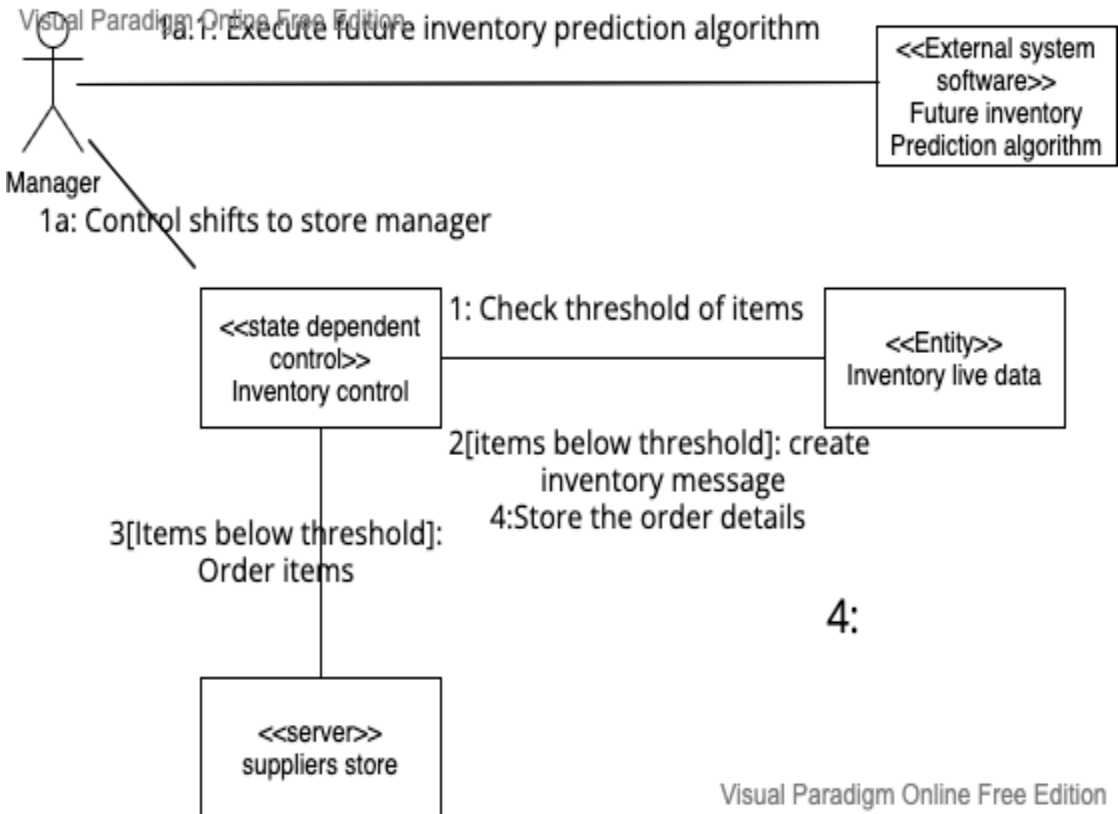 Visual Paradigm Online Free Edition
1a.1: Execute future inventory prediction algorithm
<<External system
software>>
Future inventory
Prediction algorithm
Manager
1a: Control shifts to store manager
<<state dependent
control>>
Inventory control
1: Check threshold of items
<<Entity>>
Inventory live data
2[items below threshold]: create
inventory message
4:Store the order details
3[Items below threshold]:
Order items
4:
<<server>>
suppliers store
Visual Paradigm Online Free Edition